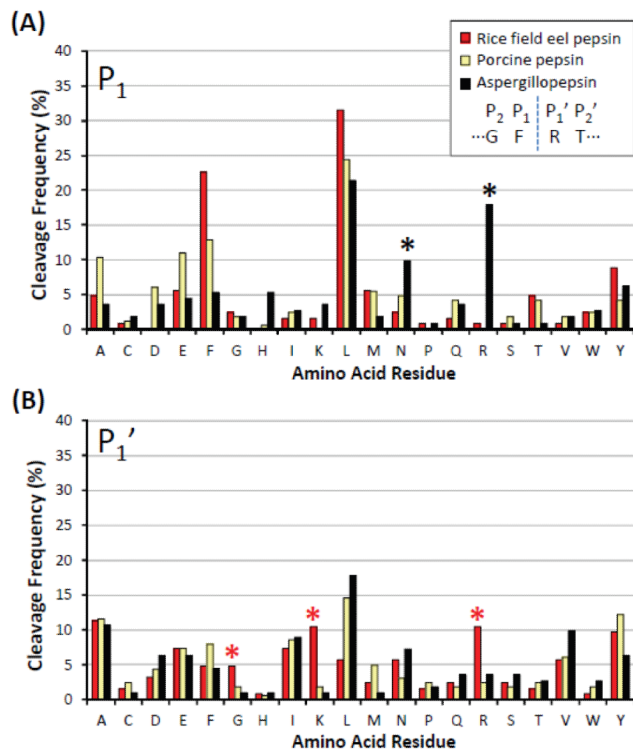 (A)
P1
Cleavage Frequency (%)
40
35
30
25
20
15
10
5
0
Rice field eel pepsin
Porcine pepsin
Aspergillopepsin
P2 P1 P1' P2'
···G F R T···
* *
A C D E F G H I K L M N P Q R S T V W Y
Amino Acid Residue
(B)
P1'
Cleavage Frequency (%)
40
35
30
25
20
15
10
5
0
* * *
A C D E F G H I K L M N P Q R S T V W Y
Amino Acid Residue